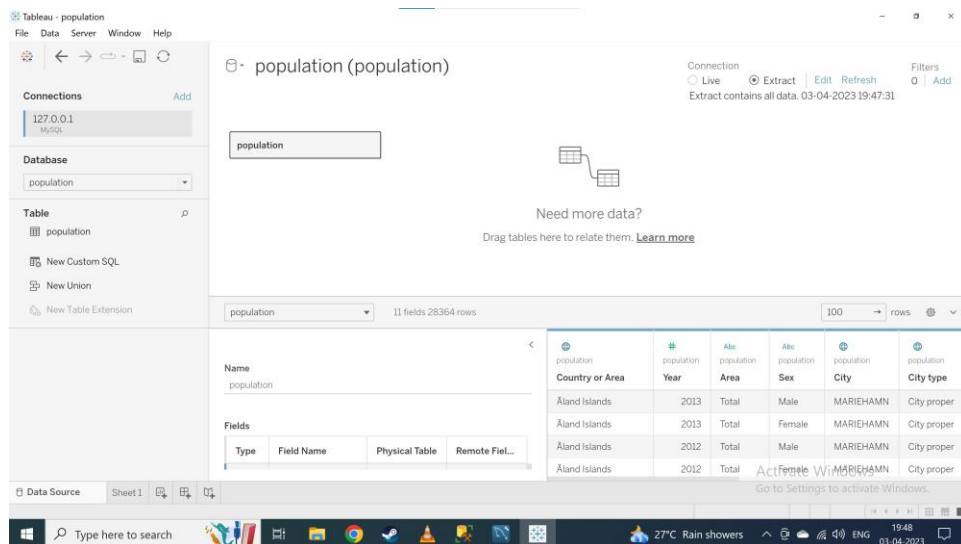 Tableau - population
File Data Server Window Help
population (population)
Connection
Live Extract Edit Refresh
Extract contains all data. 03-04-2023 19:47:31
Filters
0 Add
Connections Add
127.0.0.1
MySQL
Database
population
Table
population
New Custom SQL
New Union
New Table Extension
population
Need more data?
Drag tables here to relate them. Learn more
population 11 fields 28364 rows 100 → rows
Name
population
Fields
Type Field Name Physical Table Remote Fiel...
# Abc Abc
population population population population population population
Country or Area Year Area Sex City City type
Åland Islands 2013 Total Male MARIEHAMN City proper
Åland Islands 2013 Total Female MARIEHAMN City proper
Åland Islands 2012 Total Male MARIEHAMN City proper
Åland Islands 2012 Total Female MARIEHAMN City proper
Activate Windows
Go to Settings to activate Windows.
Data Source Sheet 1
Type here to search 27°C Rain showers ENG 19:48
03-04-2023